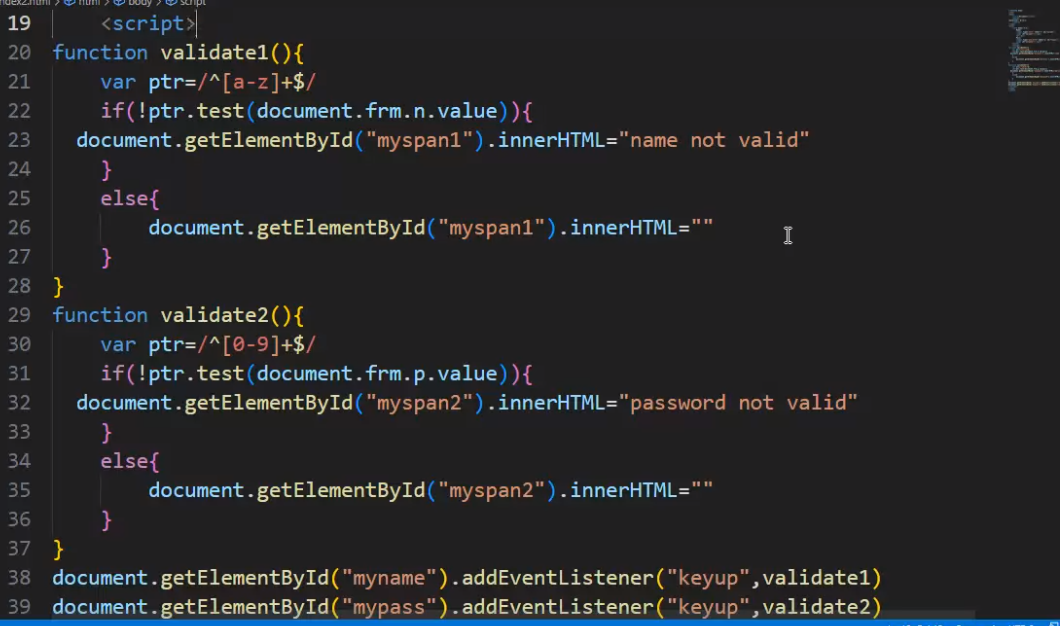 index2.html > html > body > script
19 <script>
20 function validate1(){
21 var ptr=/^[a-z]+$/
22 if(!ptr.test(document.frm.n.value)){
23 document.getElementById("myspan1").innerHTML="name not valid"
24 }
25 else{
26 document.getElementById("myspan1").innerHTML=""
27 }
28 }
29 function validate2(){
30 var ptr=/^[0-9]+$/
31 if(!ptr.test(document.frm.p.value)){
32 document.getElementById("myspan2").innerHTML="password not valid"
33 }
34 else{
35 document.getElementById("myspan2").innerHTML=""
36 }
37 }
38 document.getElementById("myname").addEventListener("keyup",validate1)
39 document.getElementById("mypass").addEventListener("keyup",validate2)